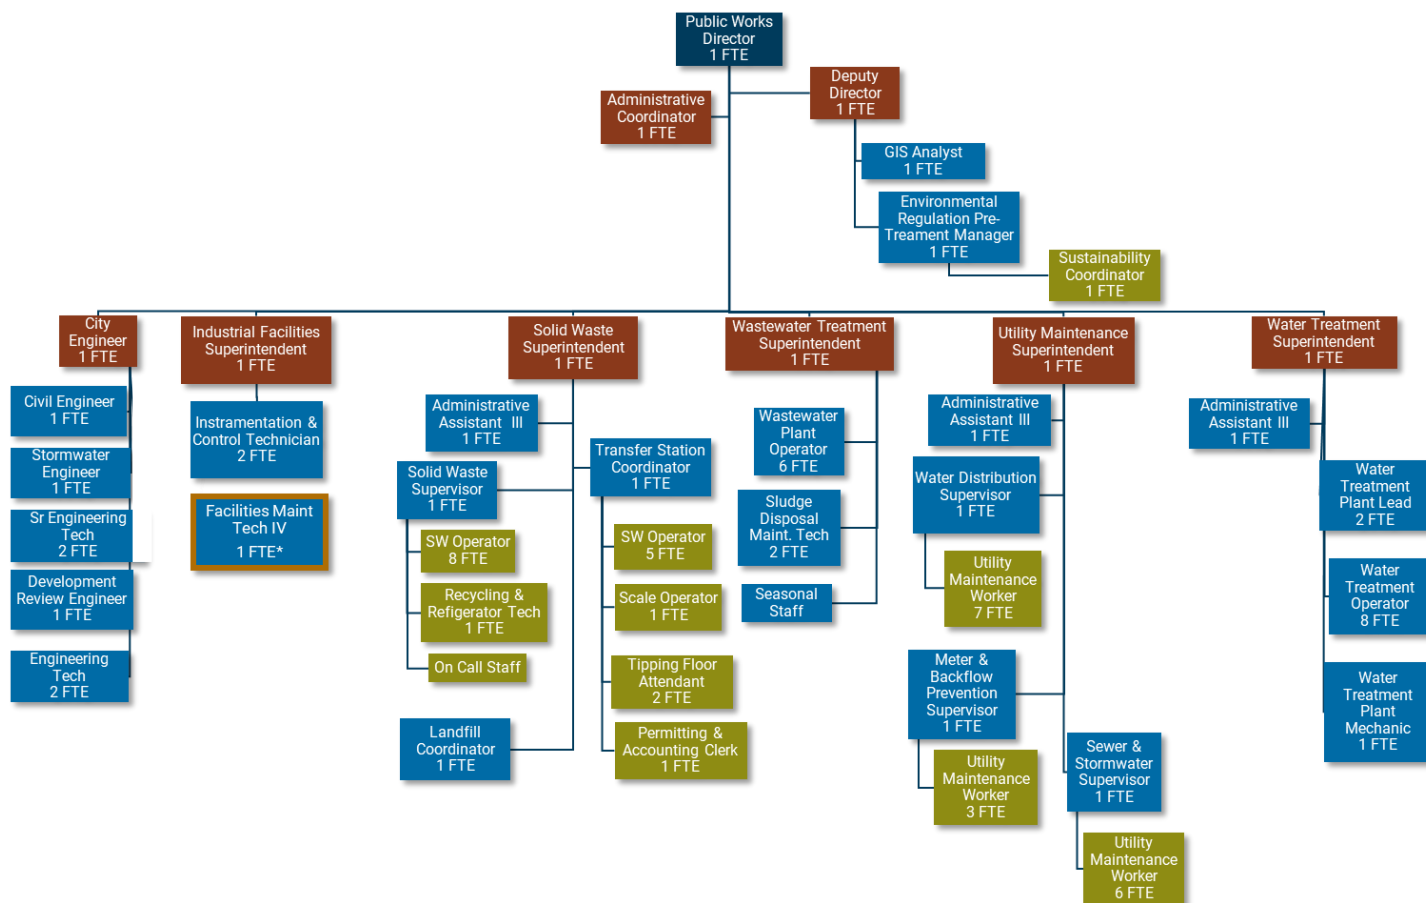 Public Works
Director
1 FTE
Deputy
Director
1 FTE
Administrative
Coordinator
1 FTE
GIS Analyst
1 FTE
Environmental
Regulation Pre-
Treament Manager
1 FTE
Sustainability
Coordinator
1 FTE
City
Engineer
1 FTE
Civil Engineer
1 FTE
Stormwater
Engineer
1 FTE
Sr Engineering
Tech
2 FTE
Development
Review Engineer
1 FTE
Engineering
Tech
2 FTE
Industrial Facilities
Superintendent
1 FTE
Instramentation &
Control Technician
2 FTE
Facilities Maint
Tech IV
1 FTE*
Solid Waste
Superintendent
1 FTE
Administrative
Assistant III
1 FTE
Solid Waste
Supervisor
1 FTE
SW Operator
8 FTE
Recycling &
Refigerator Tech
1 FTE
On Call Staff
Landfill
Coordinator
1 FTE
Transfer Station
Coordinator
1 FTE
SW Operator
5 FTE
Scale Operator
1 FTE
Tipping Floor
Attendant
2 FTE
Permitting &
Accounting Clerk
1 FTE
Wastewater Treatment
Superintendent
1 FTE
Wastewater
Plant
Operator
6 FTE
Sludge
Disposal
Maint. Tech
2 FTE
Seasonal
Staff
Utility Maintenance
Superintendent
1 FTE
Administrative
Assistant III
1 FTE
Water Distribution
Supervisor
1 FTE
Utility
Maintenance
Worker
7 FTE
Meter &
Backflow
Prevention
Supervisor
1 FTE
Utility
Maintenance
Worker
3 FTE
Sewer &
Stormwater
Supervisor
1 FTE
Utility
Maintenance
Worker
6 FTE
Water Treatment
Superintendent
1 FTE
Administrative
Assistant III
1 FTE
Water
Treatment
Plant Lead
2 FTE
Water
Treatment
Operator
8 FTE
Water
Treatment
Plant
Mechanic
1 FTE